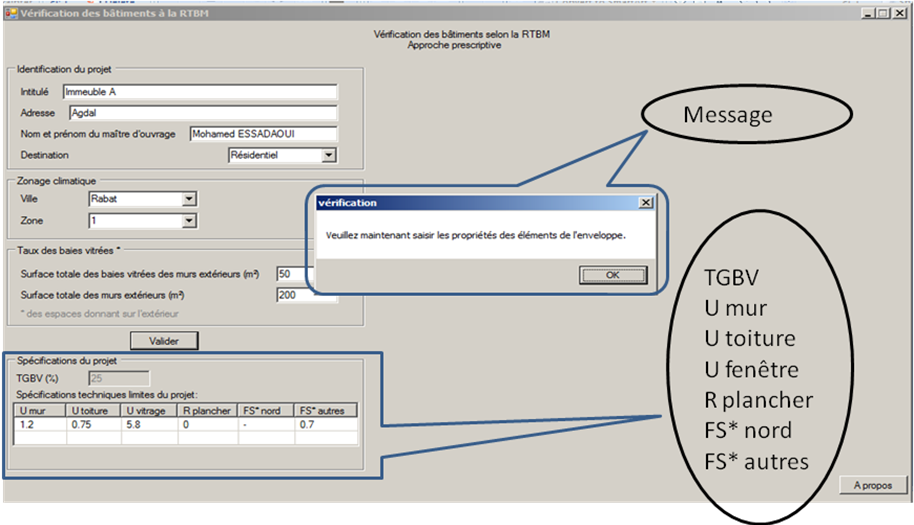 Vérification des bâtiments à la RTBM
Vérification des bâtiments selon la RTBM
Approche prescriptive
Identification du projet
Intitulé Immeuble A
Adresse Agdal
Nom et prénom du maître d'ouvrage Mohamed ESSADAOUI
Destination Résidentiel
Zonage climatique
Ville Rabat
Zone 1
Taux des baies vitrées *
Surface totale des baies vitrées des murs extérieurs (m²) 50
Surface totale des murs extérieurs (m²) 200
* des espaces donnant sur l'extérieur
Valider
Spécifications du projet
TGBV (%) 25
Spécifications techniques limites du projet:
U mur U toiture U vitrage R plancher FS* nord FS* autres
1.2 0.75 5.8 0 - 0.7
vérification
Veuillez maintenant saisir les propriétés des éléments de l'enveloppe.
OK
Message
TGBV
U mur
U toiture
U fenêtre
R plancher
FS* nord
FS* autres
A propos